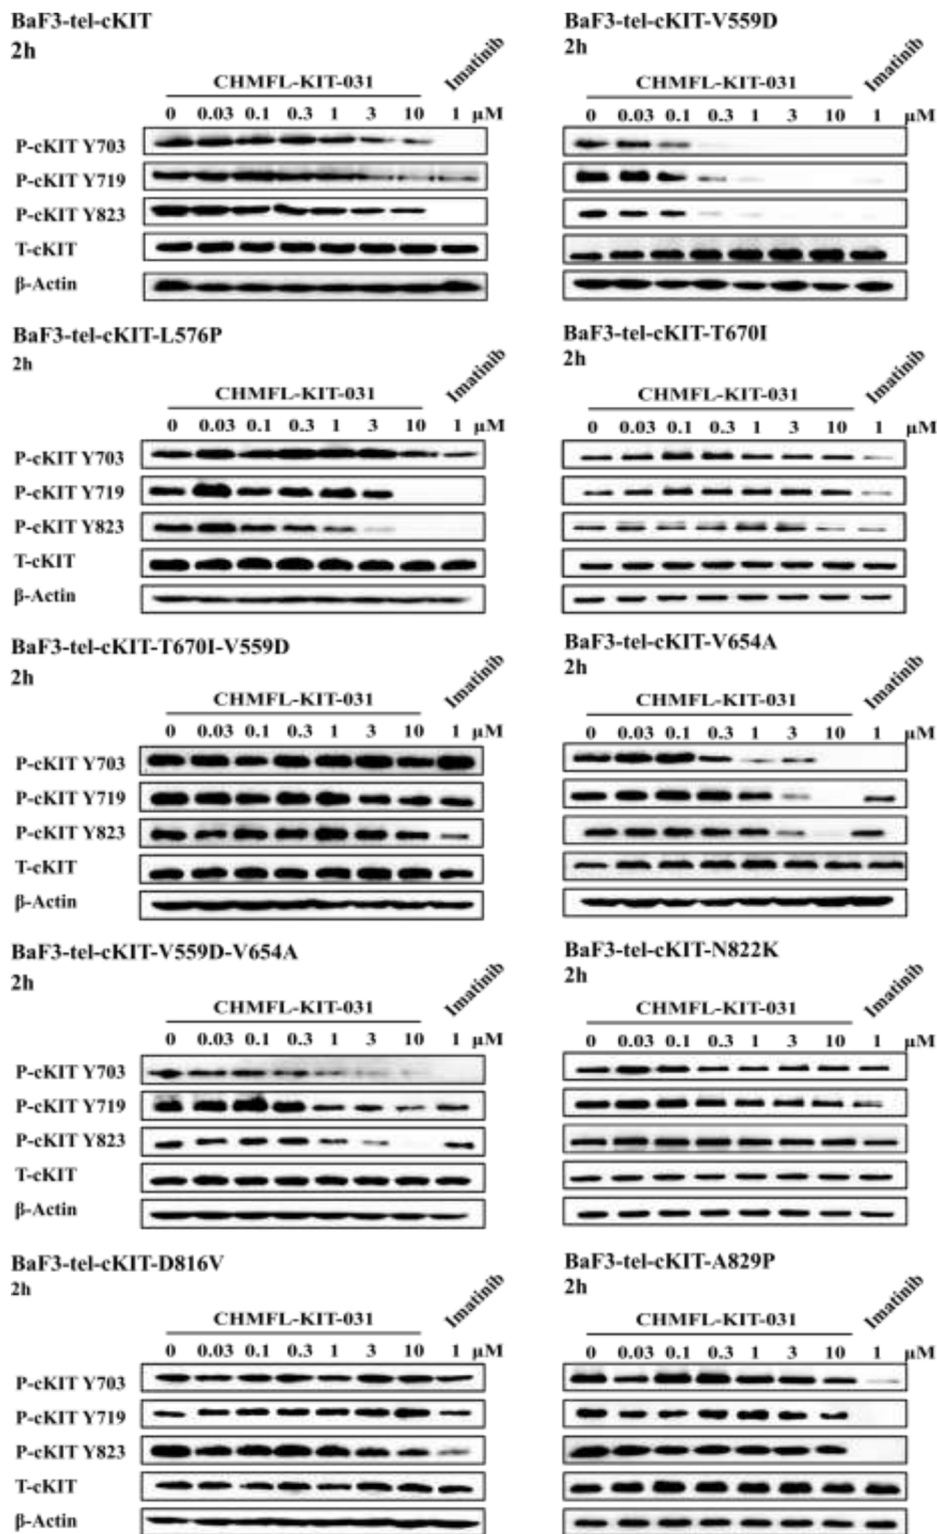 BaF3-tel-cKIT
2h
Imatinib
CHMFL-KIT-031
0 0.03 0.1 0.3 1 3 10 1 μM
P-cKIT Y703
P-cKIT Y719
P-cKIT Y823
T-cKIT
β-Actin
BaF3-tel-cKIT-V559D
2h
Imatinib
CHMFL-KIT-031
0 0.03 0.1 0.3 1 3 10 1 μM
BaF3-tel-cKIT-L576P
2h
Imatinib
CHMFL-KIT-031
0 0.03 0.1 0.3 1 3 10 1 μM
P-cKIT Y703
P-cKIT Y719
P-cKIT Y823
T-cKIT
β-Actin
BaF3-tel-cKIT-T670I
2h
Imatinib
CHMFL-KIT-031
0 0.03 0.1 0.3 1 3 10 1 μM
BaF3-tel-cKIT-T670I-V559D
2h
Imatinib
CHMFL-KIT-031
0 0.03 0.1 0.3 1 3 10 1 μM
P-cKIT Y703
P-cKIT Y719
P-cKIT Y823
T-cKIT
β-Actin
BaF3-tel-cKIT-V654A
2h
Imatinib
CHMFL-KIT-031
0 0.03 0.1 0.3 1 3 10 1 μM
BaF3-tel-cKIT-V559D-V654A
2h
Imatinib
CHMFL-KIT-031
0 0.03 0.1 0.3 1 3 10 1 μM
P-cKIT Y703
P-cKIT Y719
P-cKIT Y823
T-cKIT
β-Actin
BaF3-tel-cKIT-N822K
2h
Imatinib
CHMFL-KIT-031
0 0.03 0.1 0.3 1 3 10 1 μM
BaF3-tel-cKIT-D816V
2h
Imatinib
CHMFL-KIT-031
0 0.03 0.1 0.3 1 3 10 1 μM
P-cKIT Y703
P-cKIT Y719
P-cKIT Y823
T-cKIT
β-Actin
BaF3-tel-cKIT-A829P
2h
Imatinib
CHMFL-KIT-031
0 0.03 0.1 0.3 1 3 10 1 μM